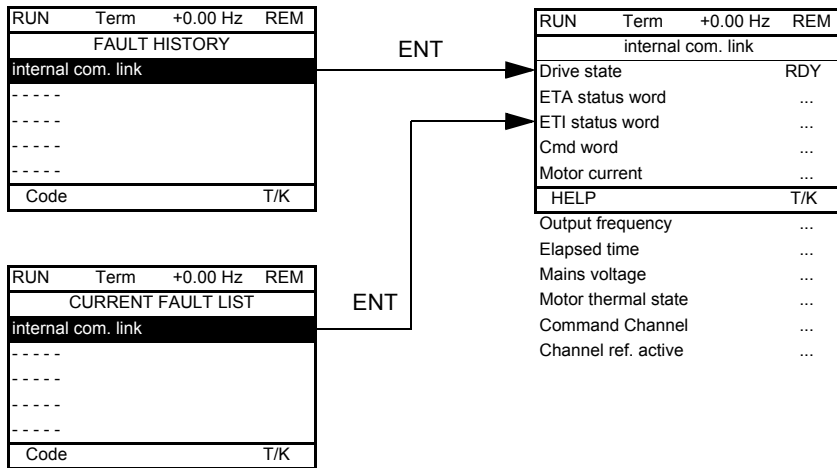 RUN Term +0.00 Hz REM
FAULT HISTORY
internal com. link
- - - - -
- - - - -
- - - - -
- - - - -
Code T/K
ENT
RUN Term +0.00 Hz REM
CURRENT FAULT LIST
internal com. link
- - - - -
- - - - -
- - - - -
- - - - -
Code T/K
ENT
RUN Term +0.00 Hz REM
internal com. link
Drive state RDY
ETA status word ...
ETI status word ...
Cmd word ...
Motor current ...
HELP T/K
Output frequency ...
Elapsed time ...
Mains voltage ...
Motor thermal state ...
Command Channel ...
Channel ref. active ...